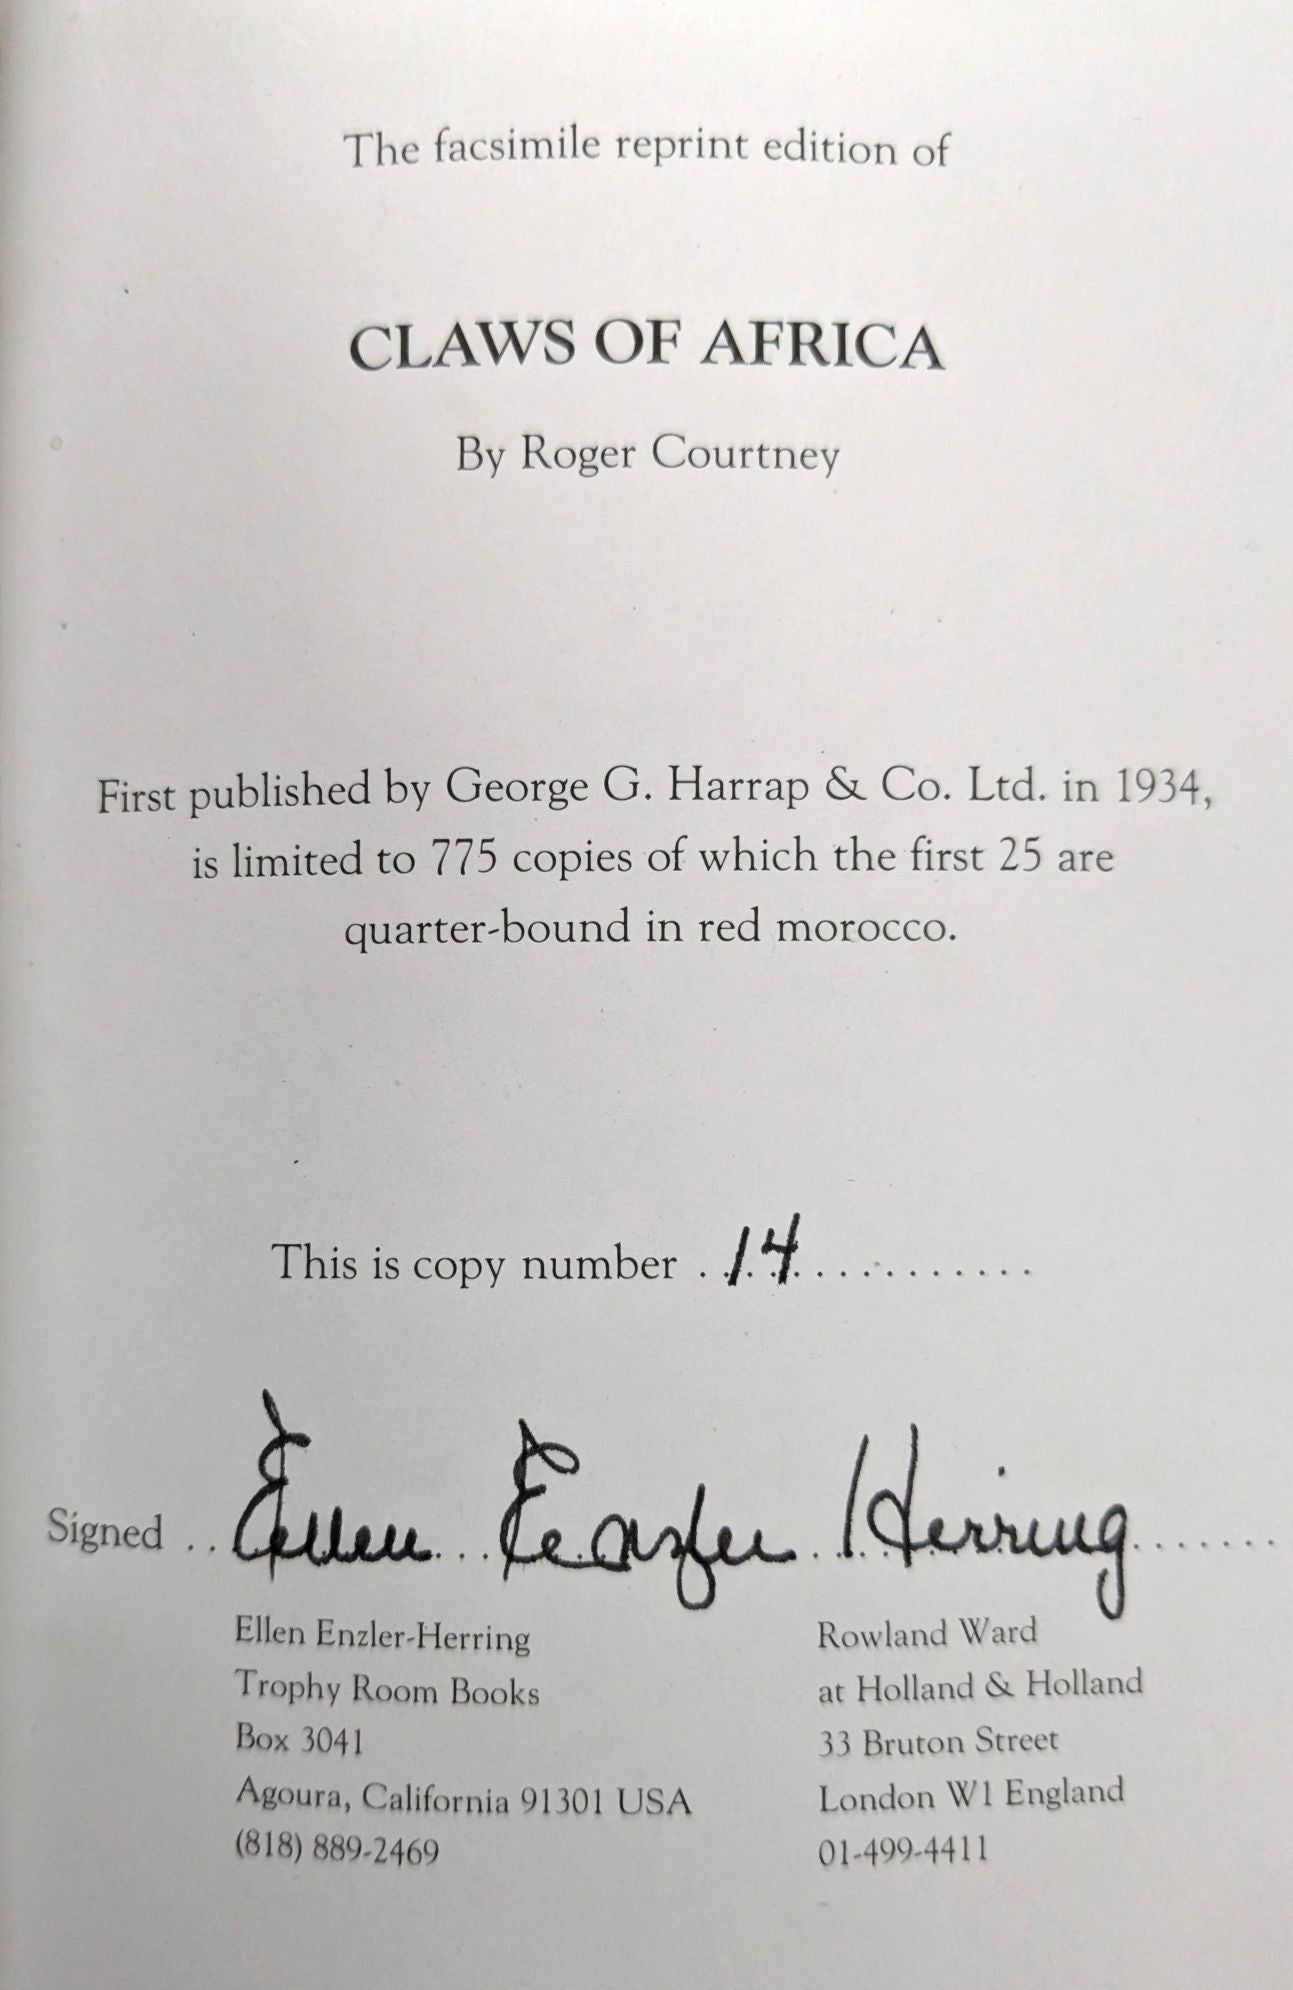 The facsimile reprint edition of
CLAWS OF AFRICA
By Roger Courtney
First published by George G. Harrap & Co. Ltd. in 1934,
is limited to 775 copies of which the first 25 are
quarter-bound in red morocco.
This is copy number . 14 . . . . . . . . . . .
Signed . . Ellen Enzler Herring . . . . . . .
Ellen Enzler-Herring
Trophy Room Books
Box 3041
Agoura, California 91301 USA
(818) 889-2469
Rowland Ward
at Holland & Holland
33 Bruton Street
London W1 England
01-499-4411